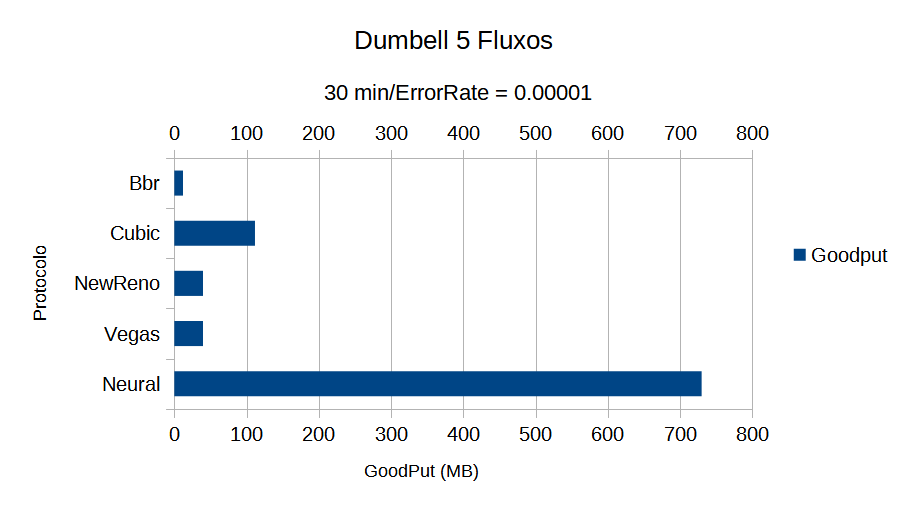 Dumbell 5 Fluxos
30 min/ErrorRate = 0.00001
0 100 200 300 400 500 600 700 800
Bbr
Cubic
NewReno
Vegas
Neural
Protocolo
Goodput
0 100 200 300 400 500 600 700 800
GoodPut (MB)